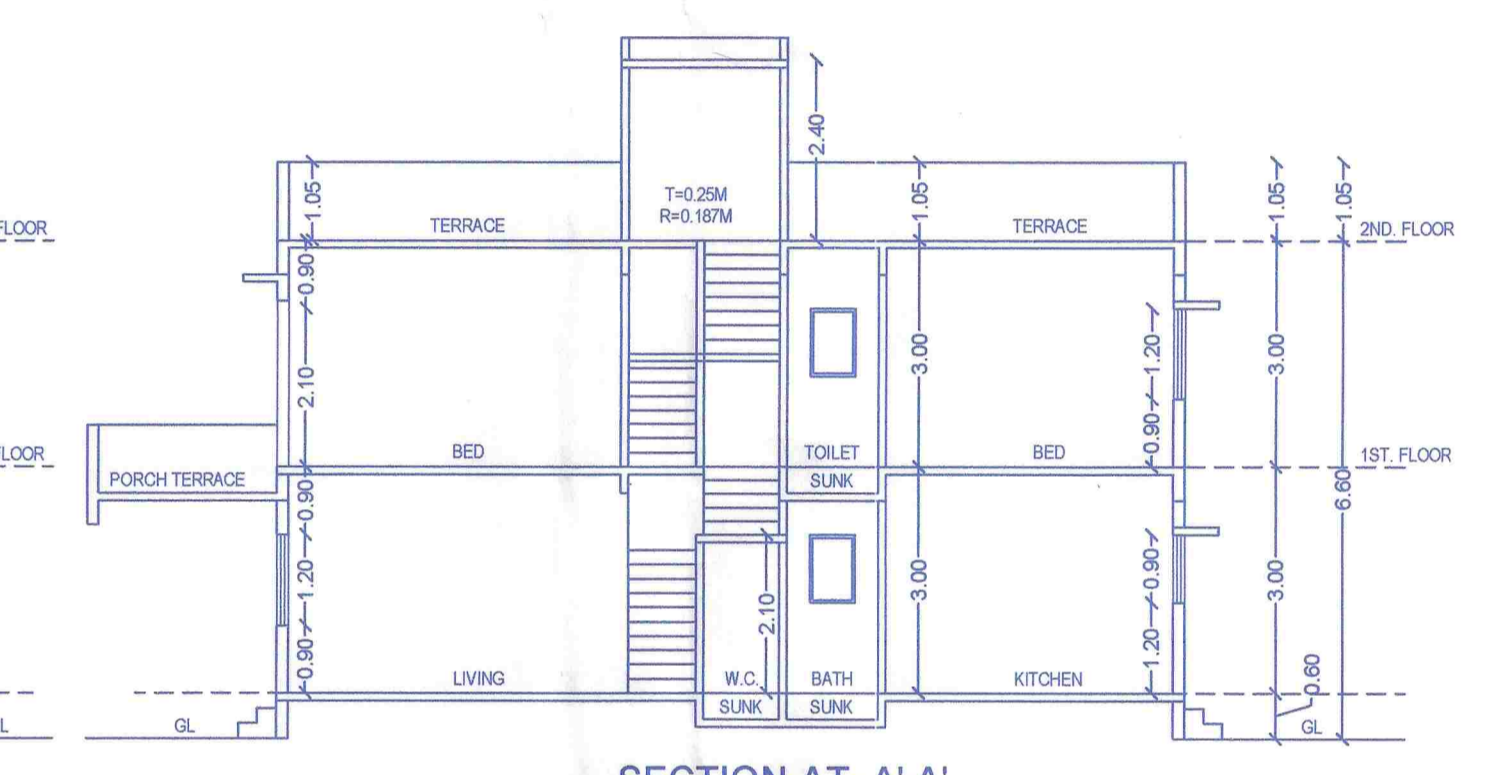 2.40
T=0.25M
R=0.187M
1.05
1.05
1.05
1.05
FLOOR
TERRACE
TERRACE
2ND. FLOOR
0.90
2.10
3.00
1.20
0.90
3.00
FLOOR
BED
TOILET
BED
1ST. FLOOR
PORCH TERRACE
SUNK
6.60
0.90
1.20
0.90
2.10
3.00
0.90
1.20
3.00
LIVING
W.C.
BATH
KITCHEN
0.60
SUNK
SUNK
L
GL
GL
SECTION AT A' A'